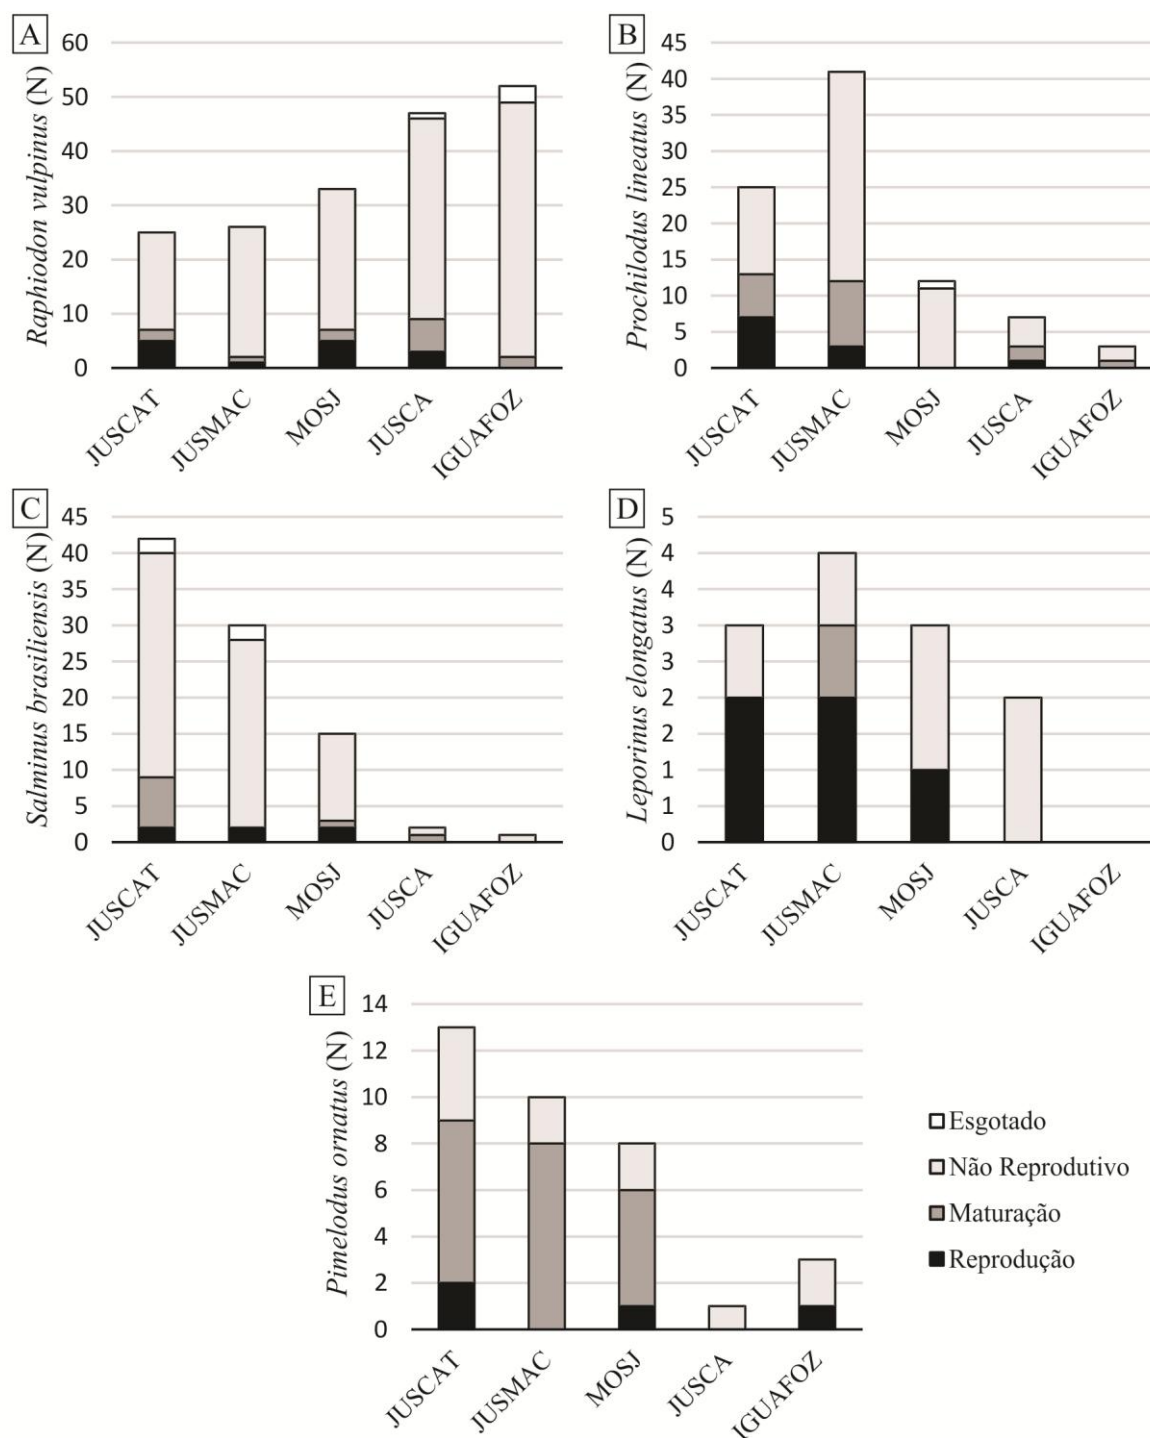 A
Raphiodon vulpinus (N)
60
50
40
30
20
10
0
JUSCAT
JUSMAC
MOSJ
JUSCA
IGUAFOZ
B
Prochilodus lineatus (N)
45
40
35
30
25
20
15
10
5
0
JUSCAT
JUSMAC
MOSJ
JUSCA
IGUAFOZ
C
Salminus brasiliensis (N)
45
40
35
30
25
20
15
10
5
0
JUSCAT
JUSMAC
MOSJ
JUSCA
IGUAFOZ
D
Leporinus elongatus (N)
5
4
4
3
3
2
2
1
1
0
JUSCAT
JUSMAC
MOSJ
JUSCA
IGUAFOZ
E
Pimelodus ornatus (N)
14
12
10
8
6
4
2
0
JUSCAT
JUSMAC
MOSJ
JUSCA
IGUAFOZ
Esgotado
Não Reprodutivo
Maturação
Reprodução